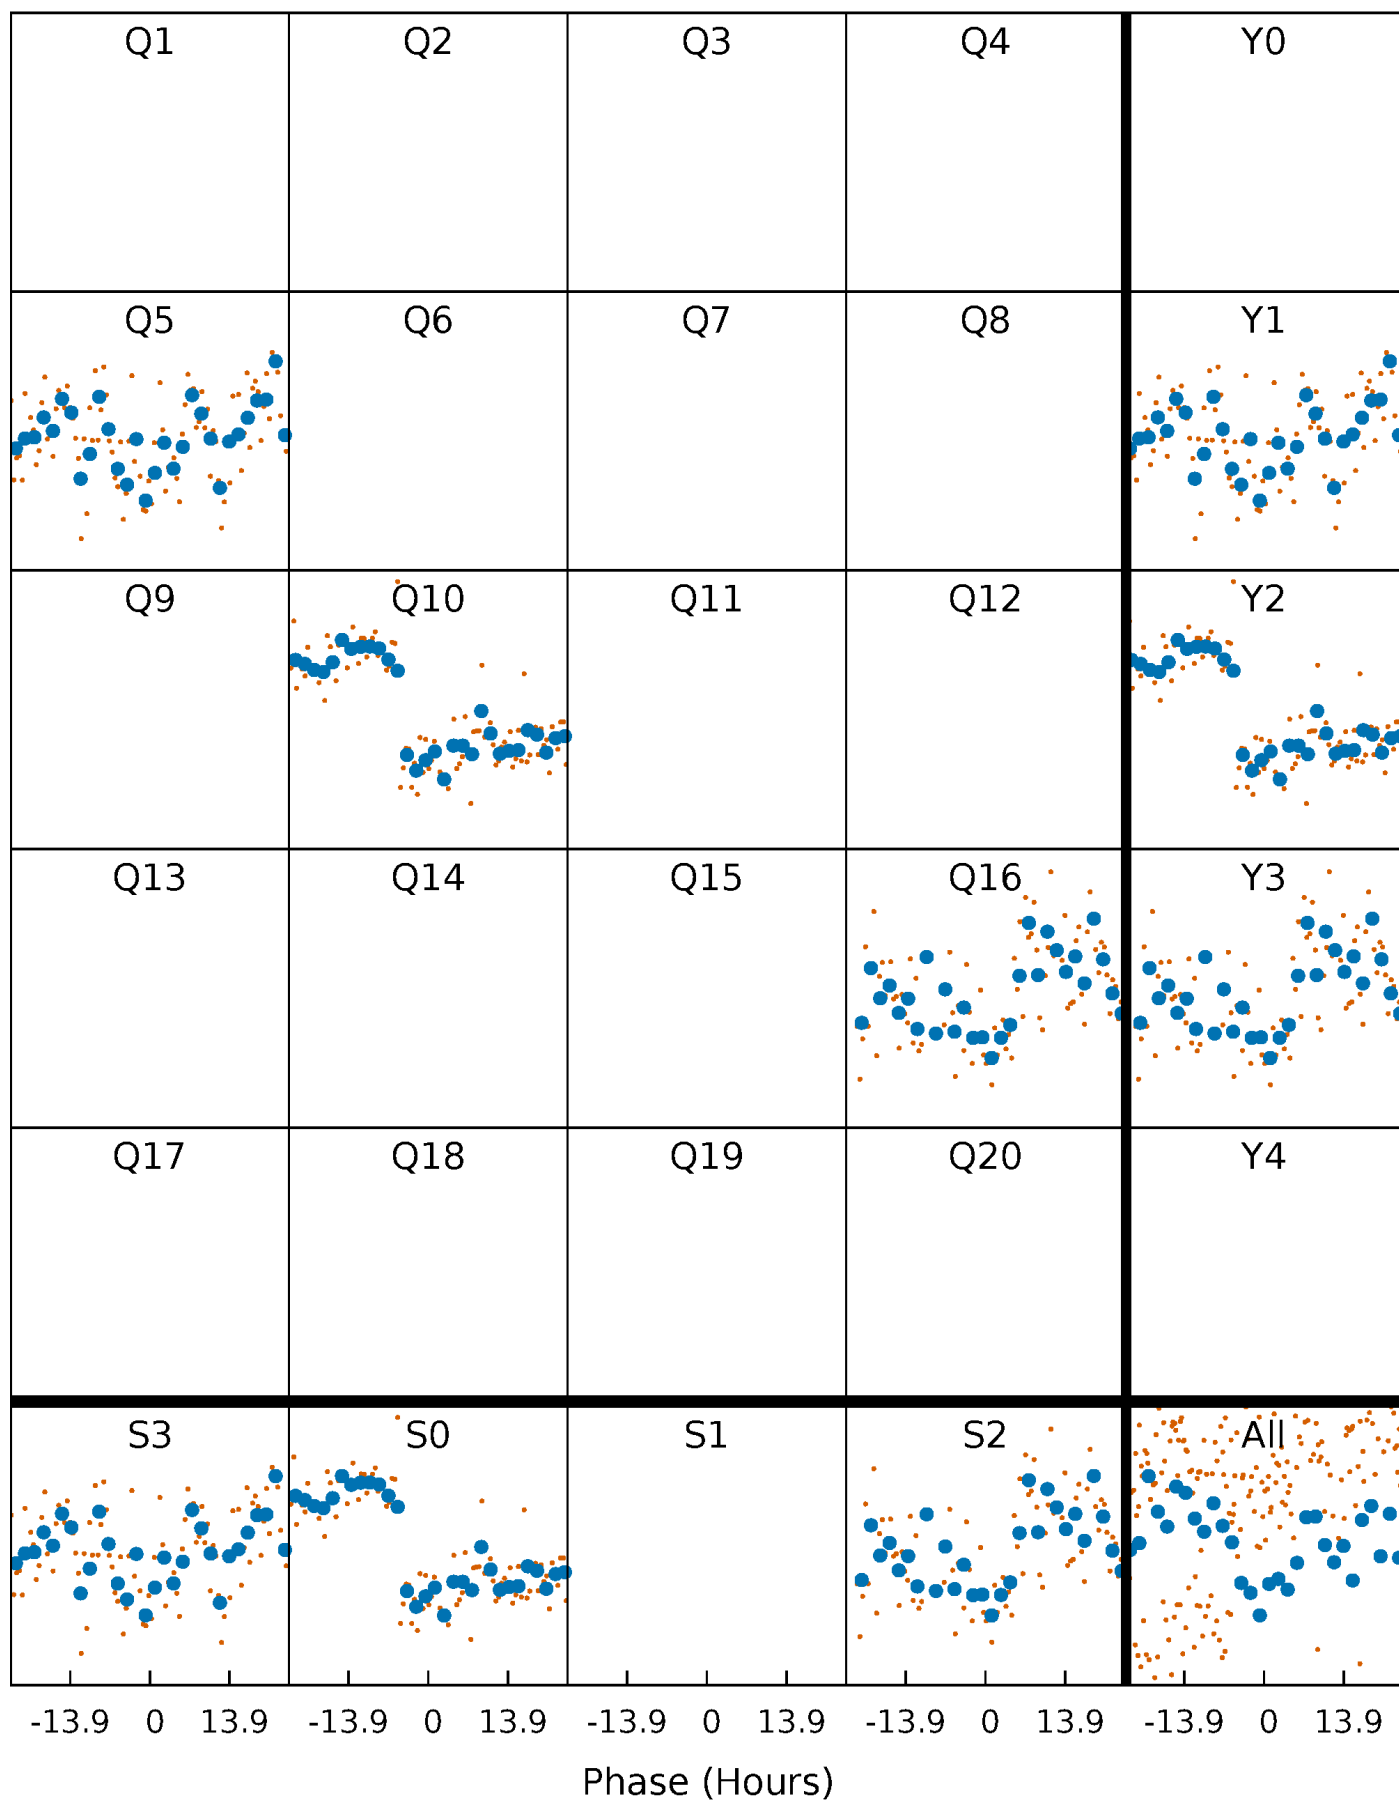 Q1 Q2 Q3 Q4 Y0
Q5 Q6 Q7 Q8 Y1
Q9 Q10 Q11 Q12 Y2
Q13 Q14 Q15 Q16 Y3
Q17 Q18 Q19 Q20 Y4
S3 S0 S1 S2 All
-13.9 0 13.9 -13.9 0 13.9 -13.9 0 13.9 -13.9 0 13.9 -13.9 0 13.9
Phase (Hours)